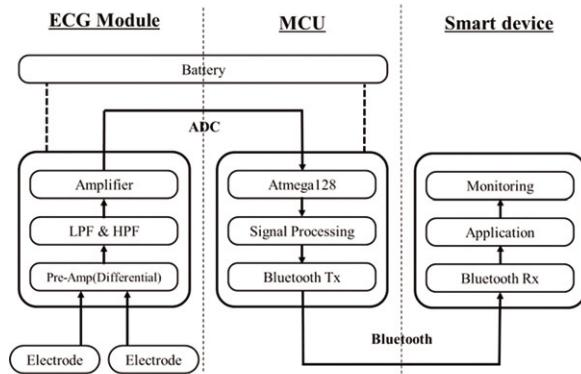 ECG Module
MCU
Smart device
Battery
ADC
Amplifier
Atmega128
Monitoring
LPF & HPF
Signal Processing
Application
Pre-Amp(Differential)
Bluetooth Tx
Bluetooth Rx
Bluetooth
Electrode
Electrode